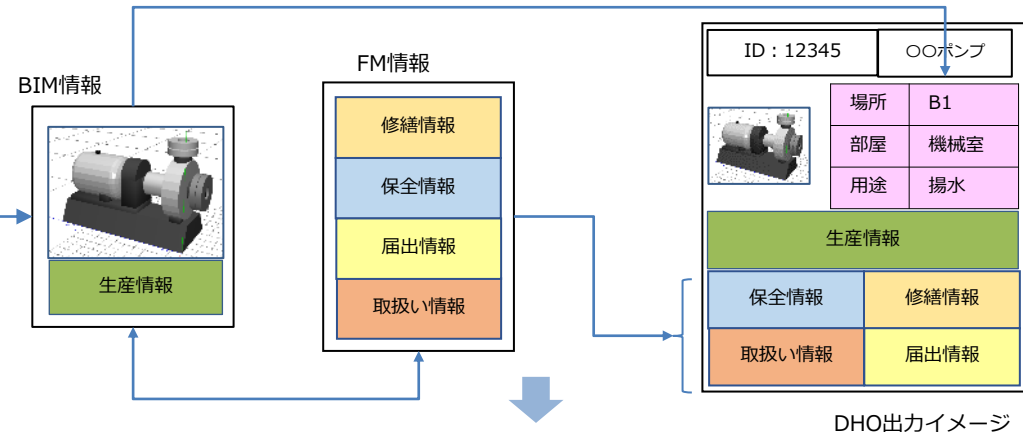 BIM情報
生産情報
FM情報
修繕情報
保全情報
届出情報
取扱い情報
ID：12345
〇〇ポンプ
場所 B1
部屋 機械室
用途 揚水
生産情報
保全情報 修繕情報
取扱い情報 届出情報
DHO出力イメージ